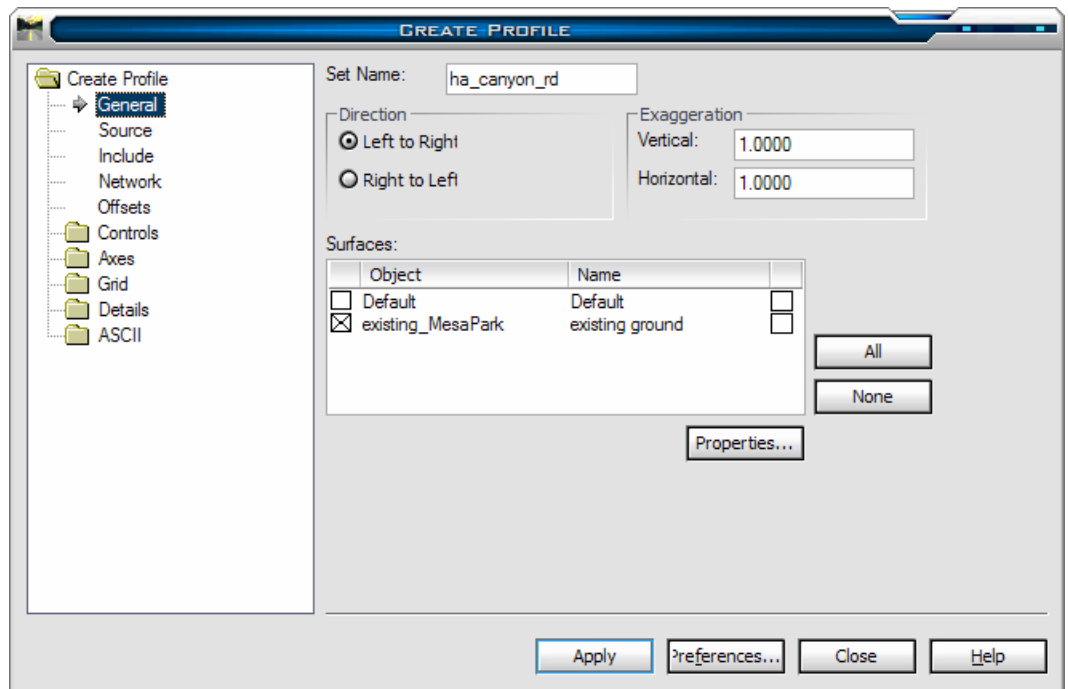 CREATE PROFILE
Create Profile
General
Source
Include
Network
Offsets
Controls
Axes
Grid
Details
ASCII
Set Name: ha_canyon_rd
Direction
Left to Right
Right to Left
Exaggeration
Vertical: 1.0000
Horizontal: 1.0000
Surfaces:
Object Name
Default Default
existing_MesaPark existing ground
All
None
Properties...
Apply Preferences... Close Help